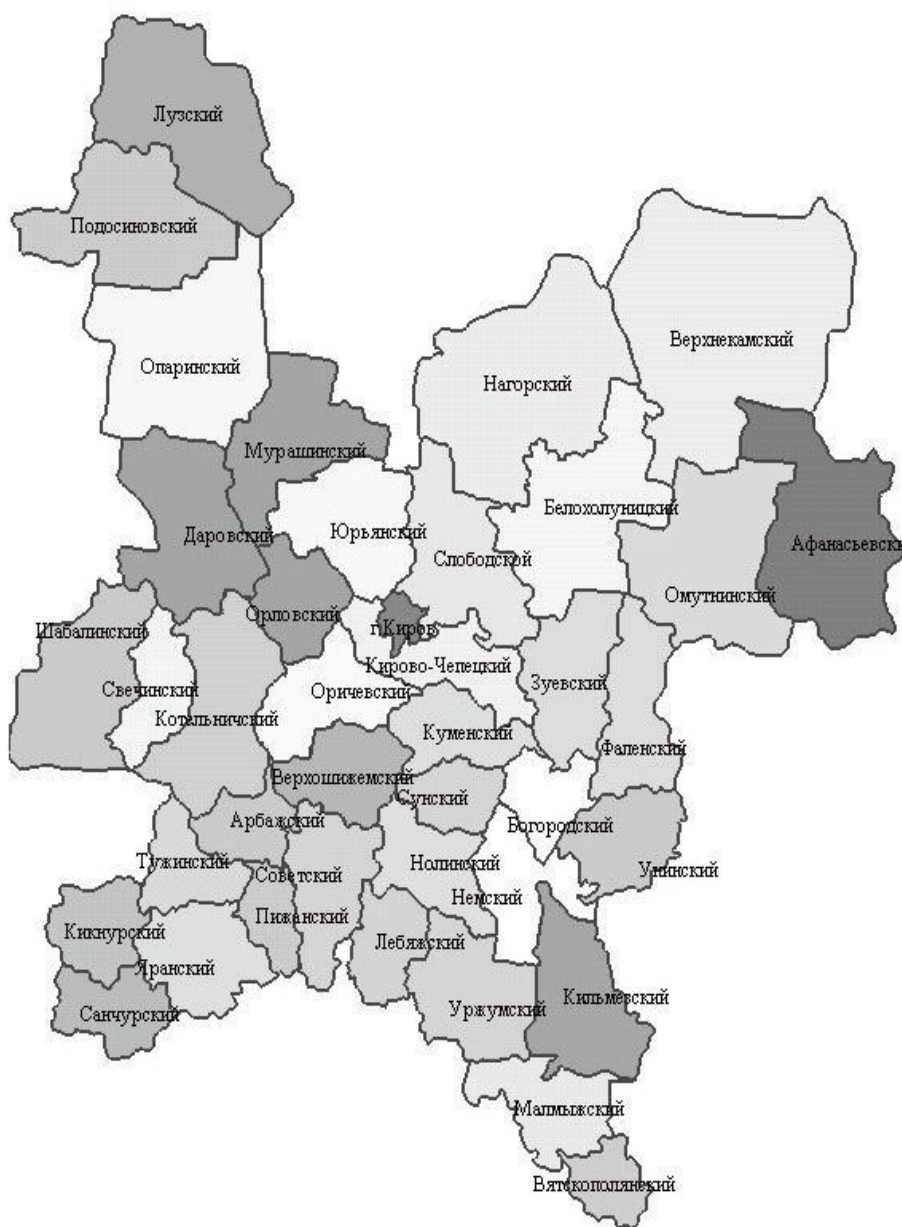 Лузский
Подосиновский
Верхнекамский
Опаринский
Нагорский
Мурашинский
Белохолуницкий
Юрьянский
Даровский
Афанасьевски
Слободской
Омутнинский
Орловский
г.Киров
Шабалинский
Кирово-Чепецкий
Зуевский
Свечинский
Оричевский
Котельничский
Куменский
Фаленский
Верхошижемский
Сунский
Арбажский
Богородский
Тужинский
Нолинский
Унинский
Советский
Немский
Пижанский
Кикнурский
Лебяжский
Яранский
Кильмезский
Уржумский
Санчурский
Малмыжский
Вятскополянский